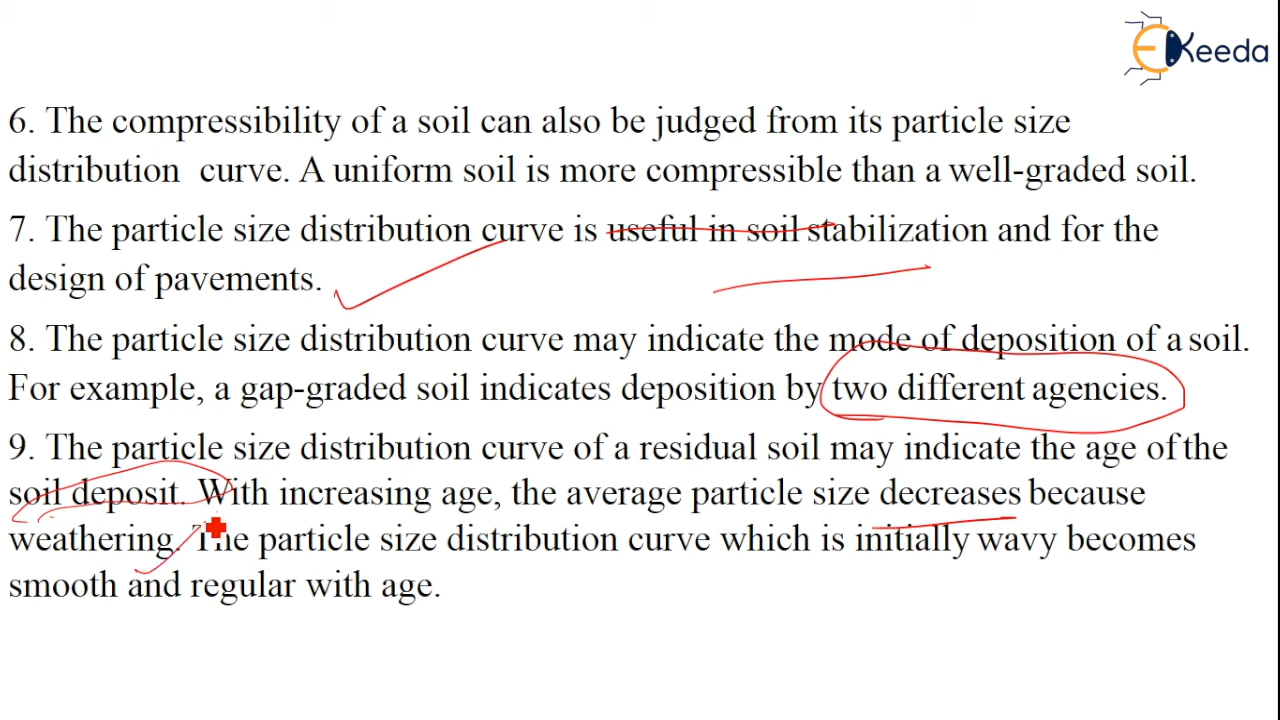 EKeeda
6. The compressibility of a soil can also be judged from its particle size
distribution curve. A uniform soil is more compressible than a well-graded soil.
7. The particle size distribution curve is useful in soil stabilization and for the
design of pavements.
8. The particle size distribution curve may indicate the mode of deposition of a soil.
For example, a gap-graded soil indicates deposition by two different agencies.
9. The particle size distribution curve of a residual soil may indicate the age of the
soil deposit. With increasing age, the average particle size decreases because
weathering. The particle size distribution curve which is initially wavy becomes
smooth and regular with age.